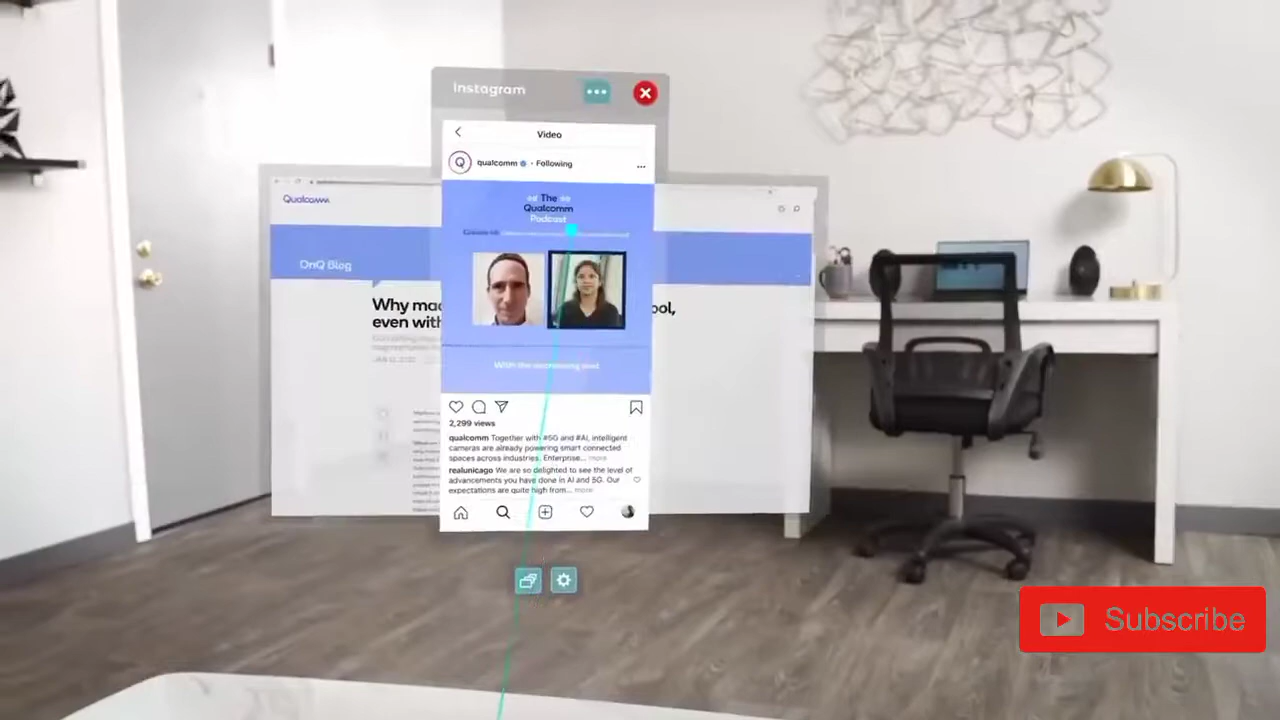 Instagram
Video
qualcomm · Following
The
Qualcomm
Podcast
Qualcomm
OnQ Blog
Why mac
even with
ool,
With the
2,299 views
qualcomm Together with #5G and #AI, intelligent
cameras are already powering smart connected
spaces across industries. Enterprise... more
realunicago We are so delighted to see the level of
advancements you have done in AI and 5G. Our
expectations are quite high from... more
Subscribe